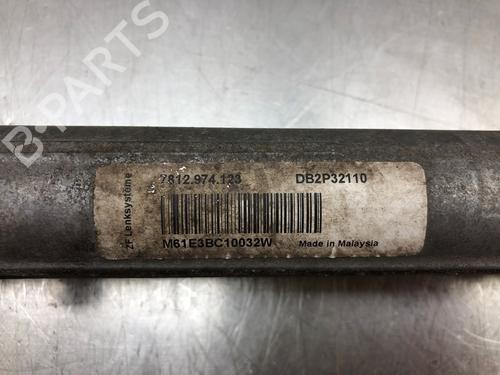 B-PARTS
ZF Lenksysteme
7812.974.123
DB2P32110
M61E3BC10032W
Made in Malaysia